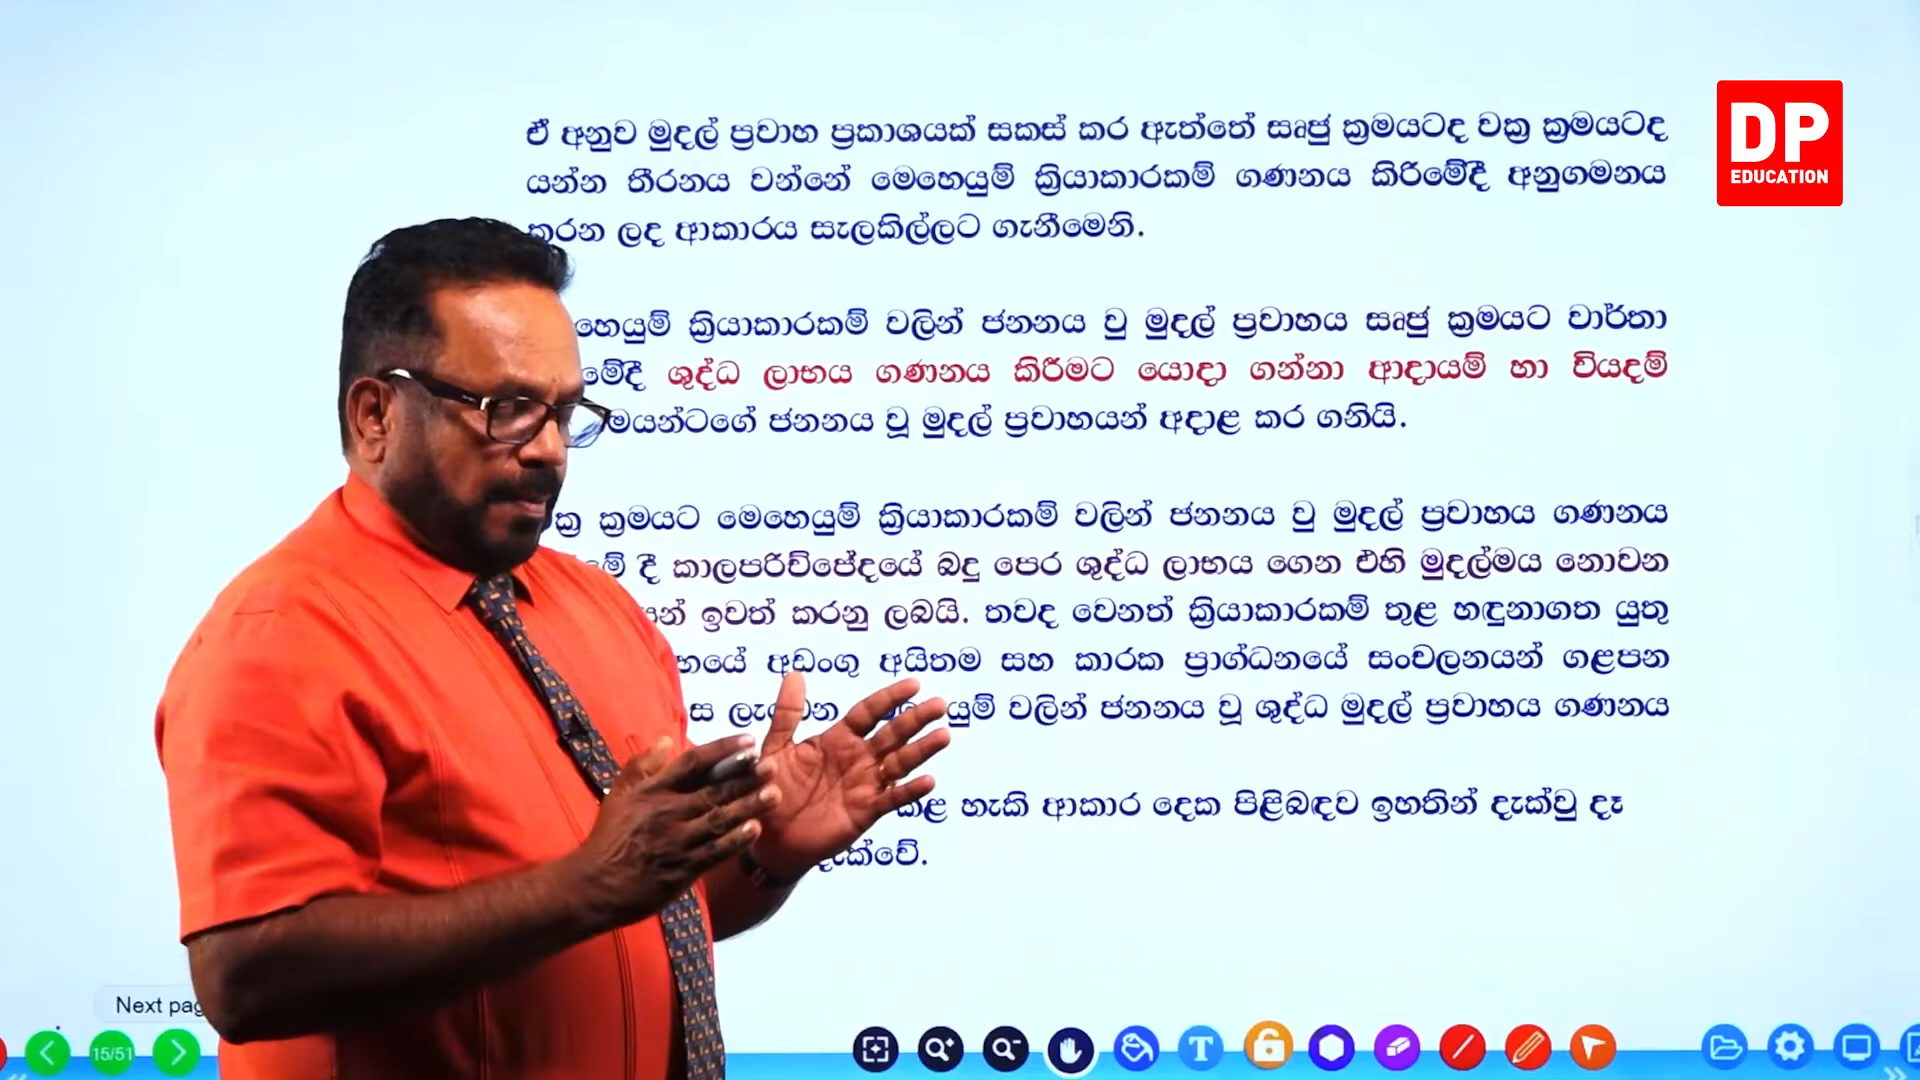 ඒ අනුව මුදල් ප්‍රවාහ ප්‍රකාශයක් සකස් කර ඇත්තේ සෘජු ක්‍රමයටද වක්‍ර ක්‍රමයටද
යන්න තීරනය වන්නේ මෙහෙයුම් ක්‍රියාකාරකම් ගණනය කිරීමේදී අනුගමනය
කරන ලද ආකාරය සැලකිල්ලට ගැනීමෙනි.
හෙයුම් ක්‍රියාකාරකම් වලින් ජනනය වු මුදල් ප්‍රවාහය සෘජු ක්‍රමයට වාර්තා
මේදී ශුද්ධ ලාභය ගණනය කිරීමට යොදා ගන්නා ආදායම් හා වියදම්
මයන්ටගේ ජනනය වූ මුදල් ප්‍රවාහයන් අදාළ කර ගනියි.
ක්‍ර ක්‍රමයට මෙහෙයුම් ක්‍රියාකාරකම් වලින් ජනනය වු මුදල් ප්‍රවාහය ගණනය
මේ දී කාලපරිච්ඡේදයේ බදු පෙර ශුද්ධ ලාභය ගෙන එහි මුදල්මය නොවන
ඉවත් කරනු ලබයි. තවද වෙනත් ක්‍රියාකාරකම් තුළ හඳුනාගත යුතු
හයේ අඩංගු අයිතම සහ කාරක ප්‍රාග්ධනයේ සංචලනයන් ගළපන
වලින් ජනනය වූ ශුද්ධ මුදල් ප්‍රවාහය ගණනය
කළ හැකි ආකාර දෙක පිළිබඳව ඉහතින් දැක්වූ දෑ
දැක්වේ.
DP
EDUCATION
Next pag
15/51